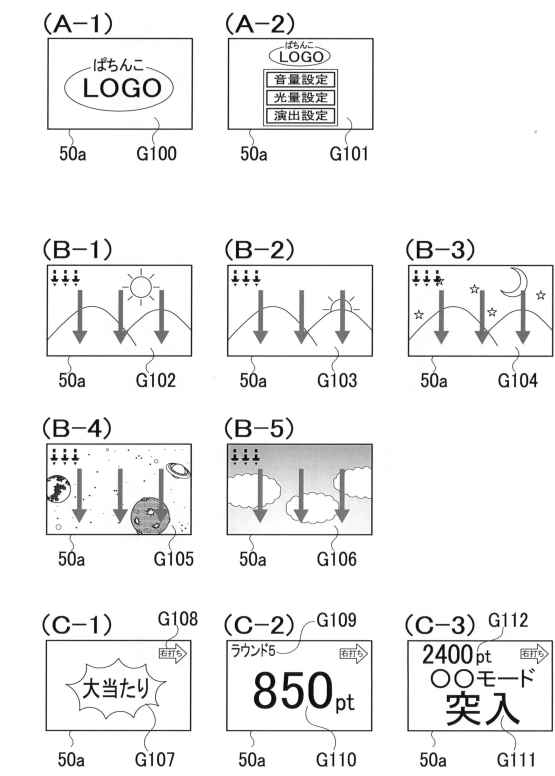 (A-1)
ぱちんこ
LOGO
50a
G100
(A-2)
ぱちんこ
LOGO
音量設定
光量設定
演出設定
50a
G101
(B-1)
50a
G102
(B-2)
50a
G103
(B-3)
50a
G104
(B-4)
50a
G105
(B-5)
50a
G106
(C-1)
G108
右打ち
大当たり
50a
G107
(C-2)
G109
ラウンド5
右打ち
850pt
50a
G110
(C-3)
G112
2400pt
右打ち
○○モード
突入
50a
G111